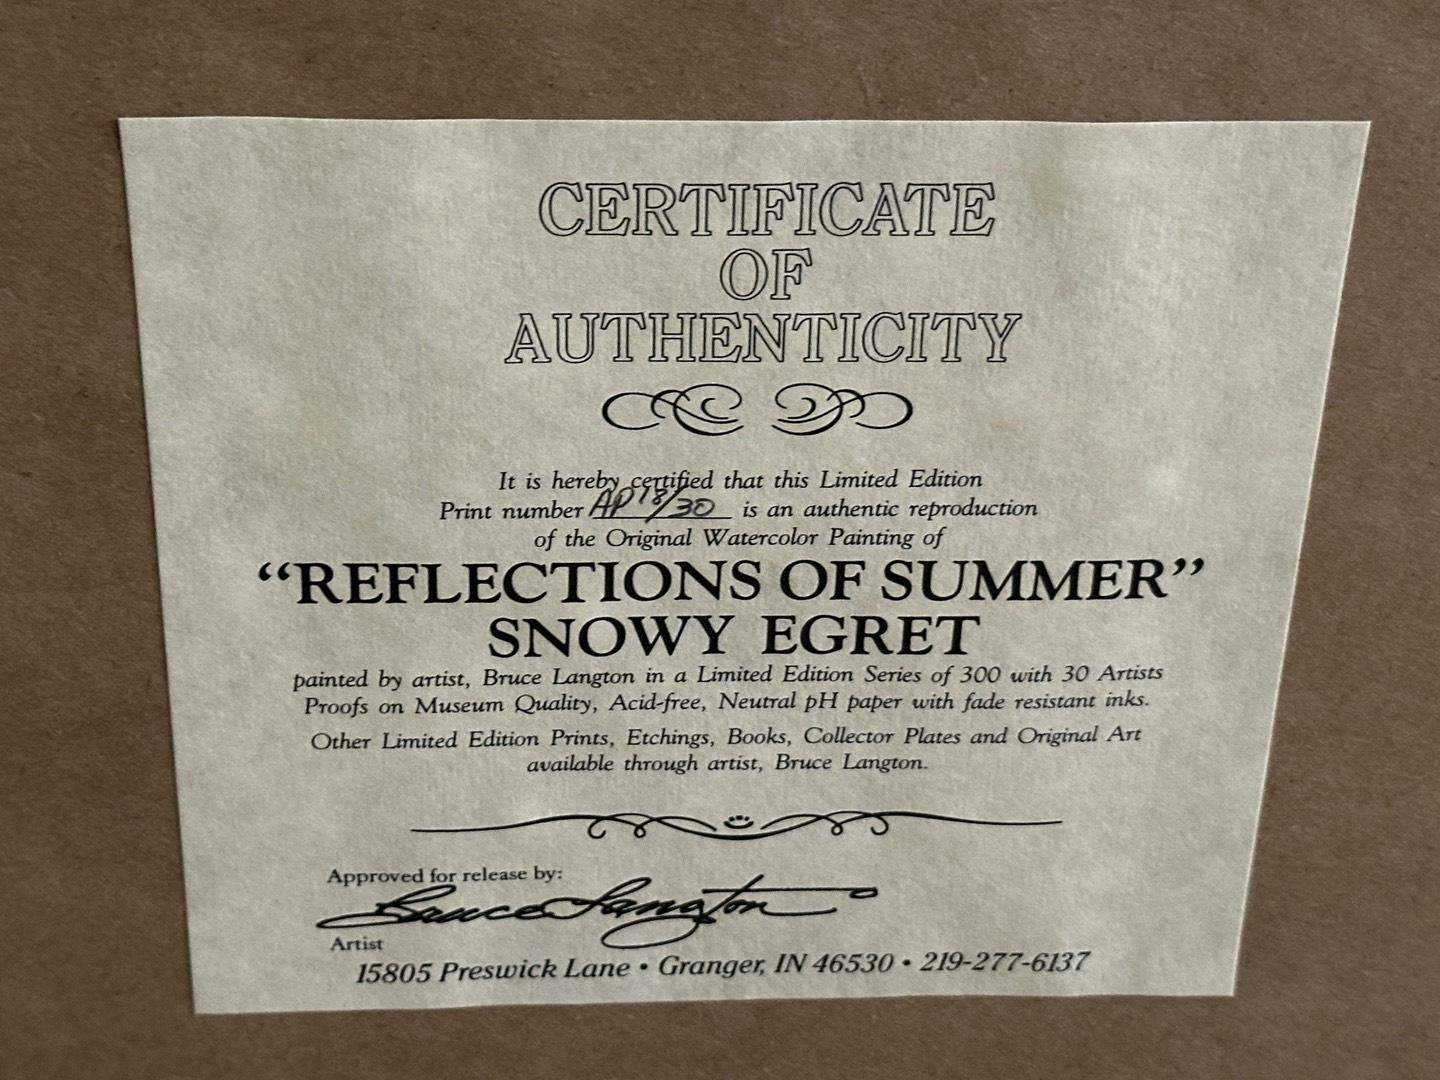 CERTIFICATE
OF
AUTHENTICITY
It is hereby certified that this Limited Edition
Print number AP 18/30 is an authentic reproduction
of the Original Watercolor Painting of
“REFLECTIONS OF SUMMER”
SNOWY EGRET
painted by artist, Bruce Langton in a Limited Edition Series of 300 with 30 Artists
Proofs on Museum Quality, Acid-free, Neutral pH paper with fade resistant inks.
Other Limited Edition Prints, Etchings, Books, Collector Plates and Original Art
available through artist, Bruce Langton.
Approved for release by:
Bruce Langton
Artist
15805 Preswick Lane • Granger, IN 46530 • 219-277-6137